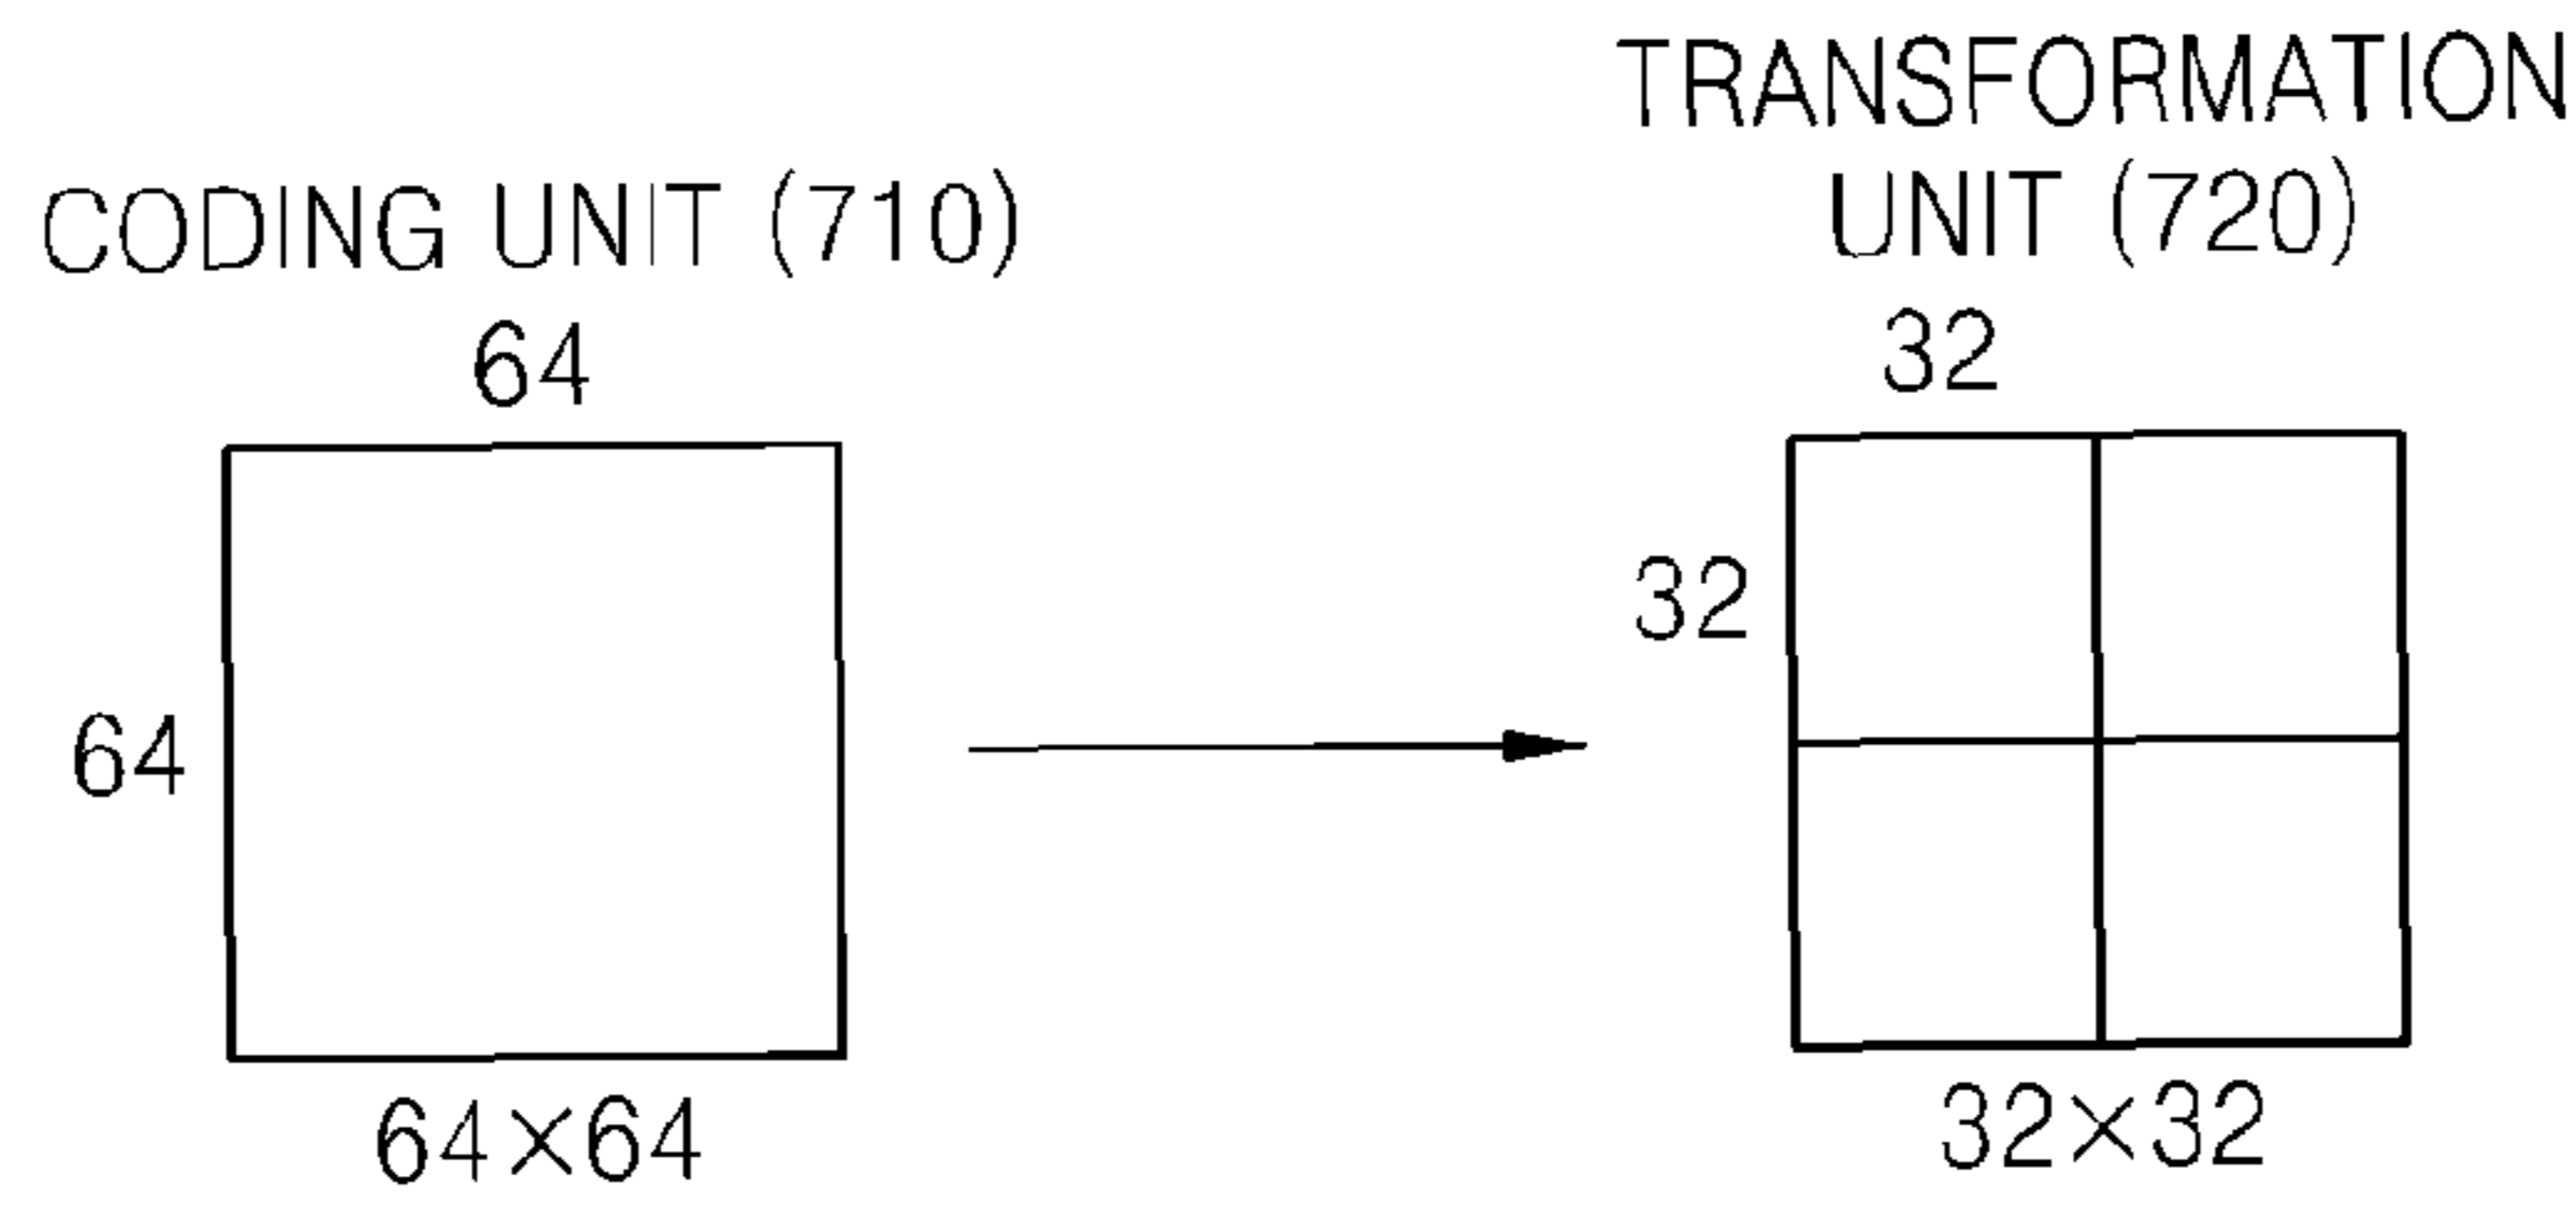 CODING UNIT (710)
64
64
64×64
TRANSFORMATION
UNIT (720)
32
32
32×32